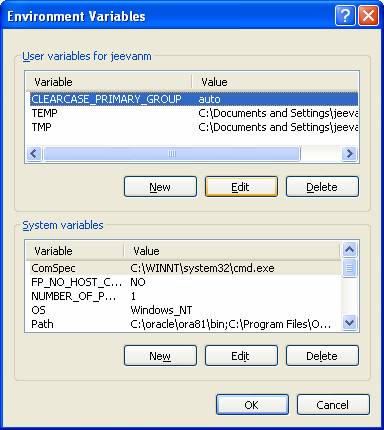 Environment Variables
User variables for jeevanm
Variable Value
CLEARCASE_PRIMARY_GROUP auto
TEMP C:\Documents and Settings\jeeva
TMP C:\Documents and Settings\jeeva
New Edit Delete
System variables
Variable Value
ComSpec C:\WINNT\system32\cmd.exe
FP_NO_HOST_C... NO
NUMBER_OF_P... 1
OS Windows_NT
Path C:\oracle\ora81\bin;C:\Program Files\O...
New Edit Delete
OK Cancel